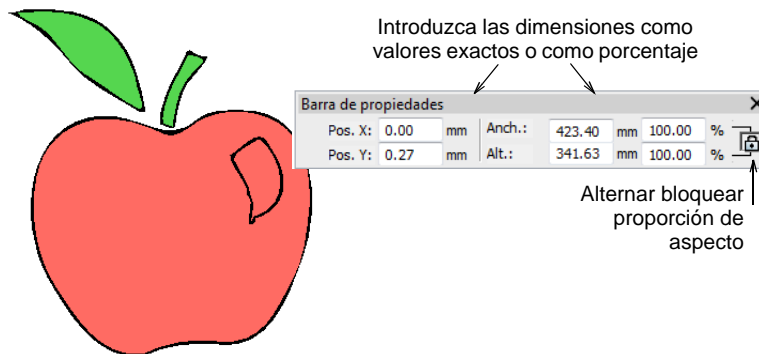 Introduzca las dimensiones como
valores exactos o como porcentaje
Barra de propiedades
Pos. X: 0.00 mm Anch.: 423.40 mm 100.00 %
Pos. Y: 0.27 mm Alt.: 341.63 mm 100.00 %
Alternar bloquear
proporción de
aspecto